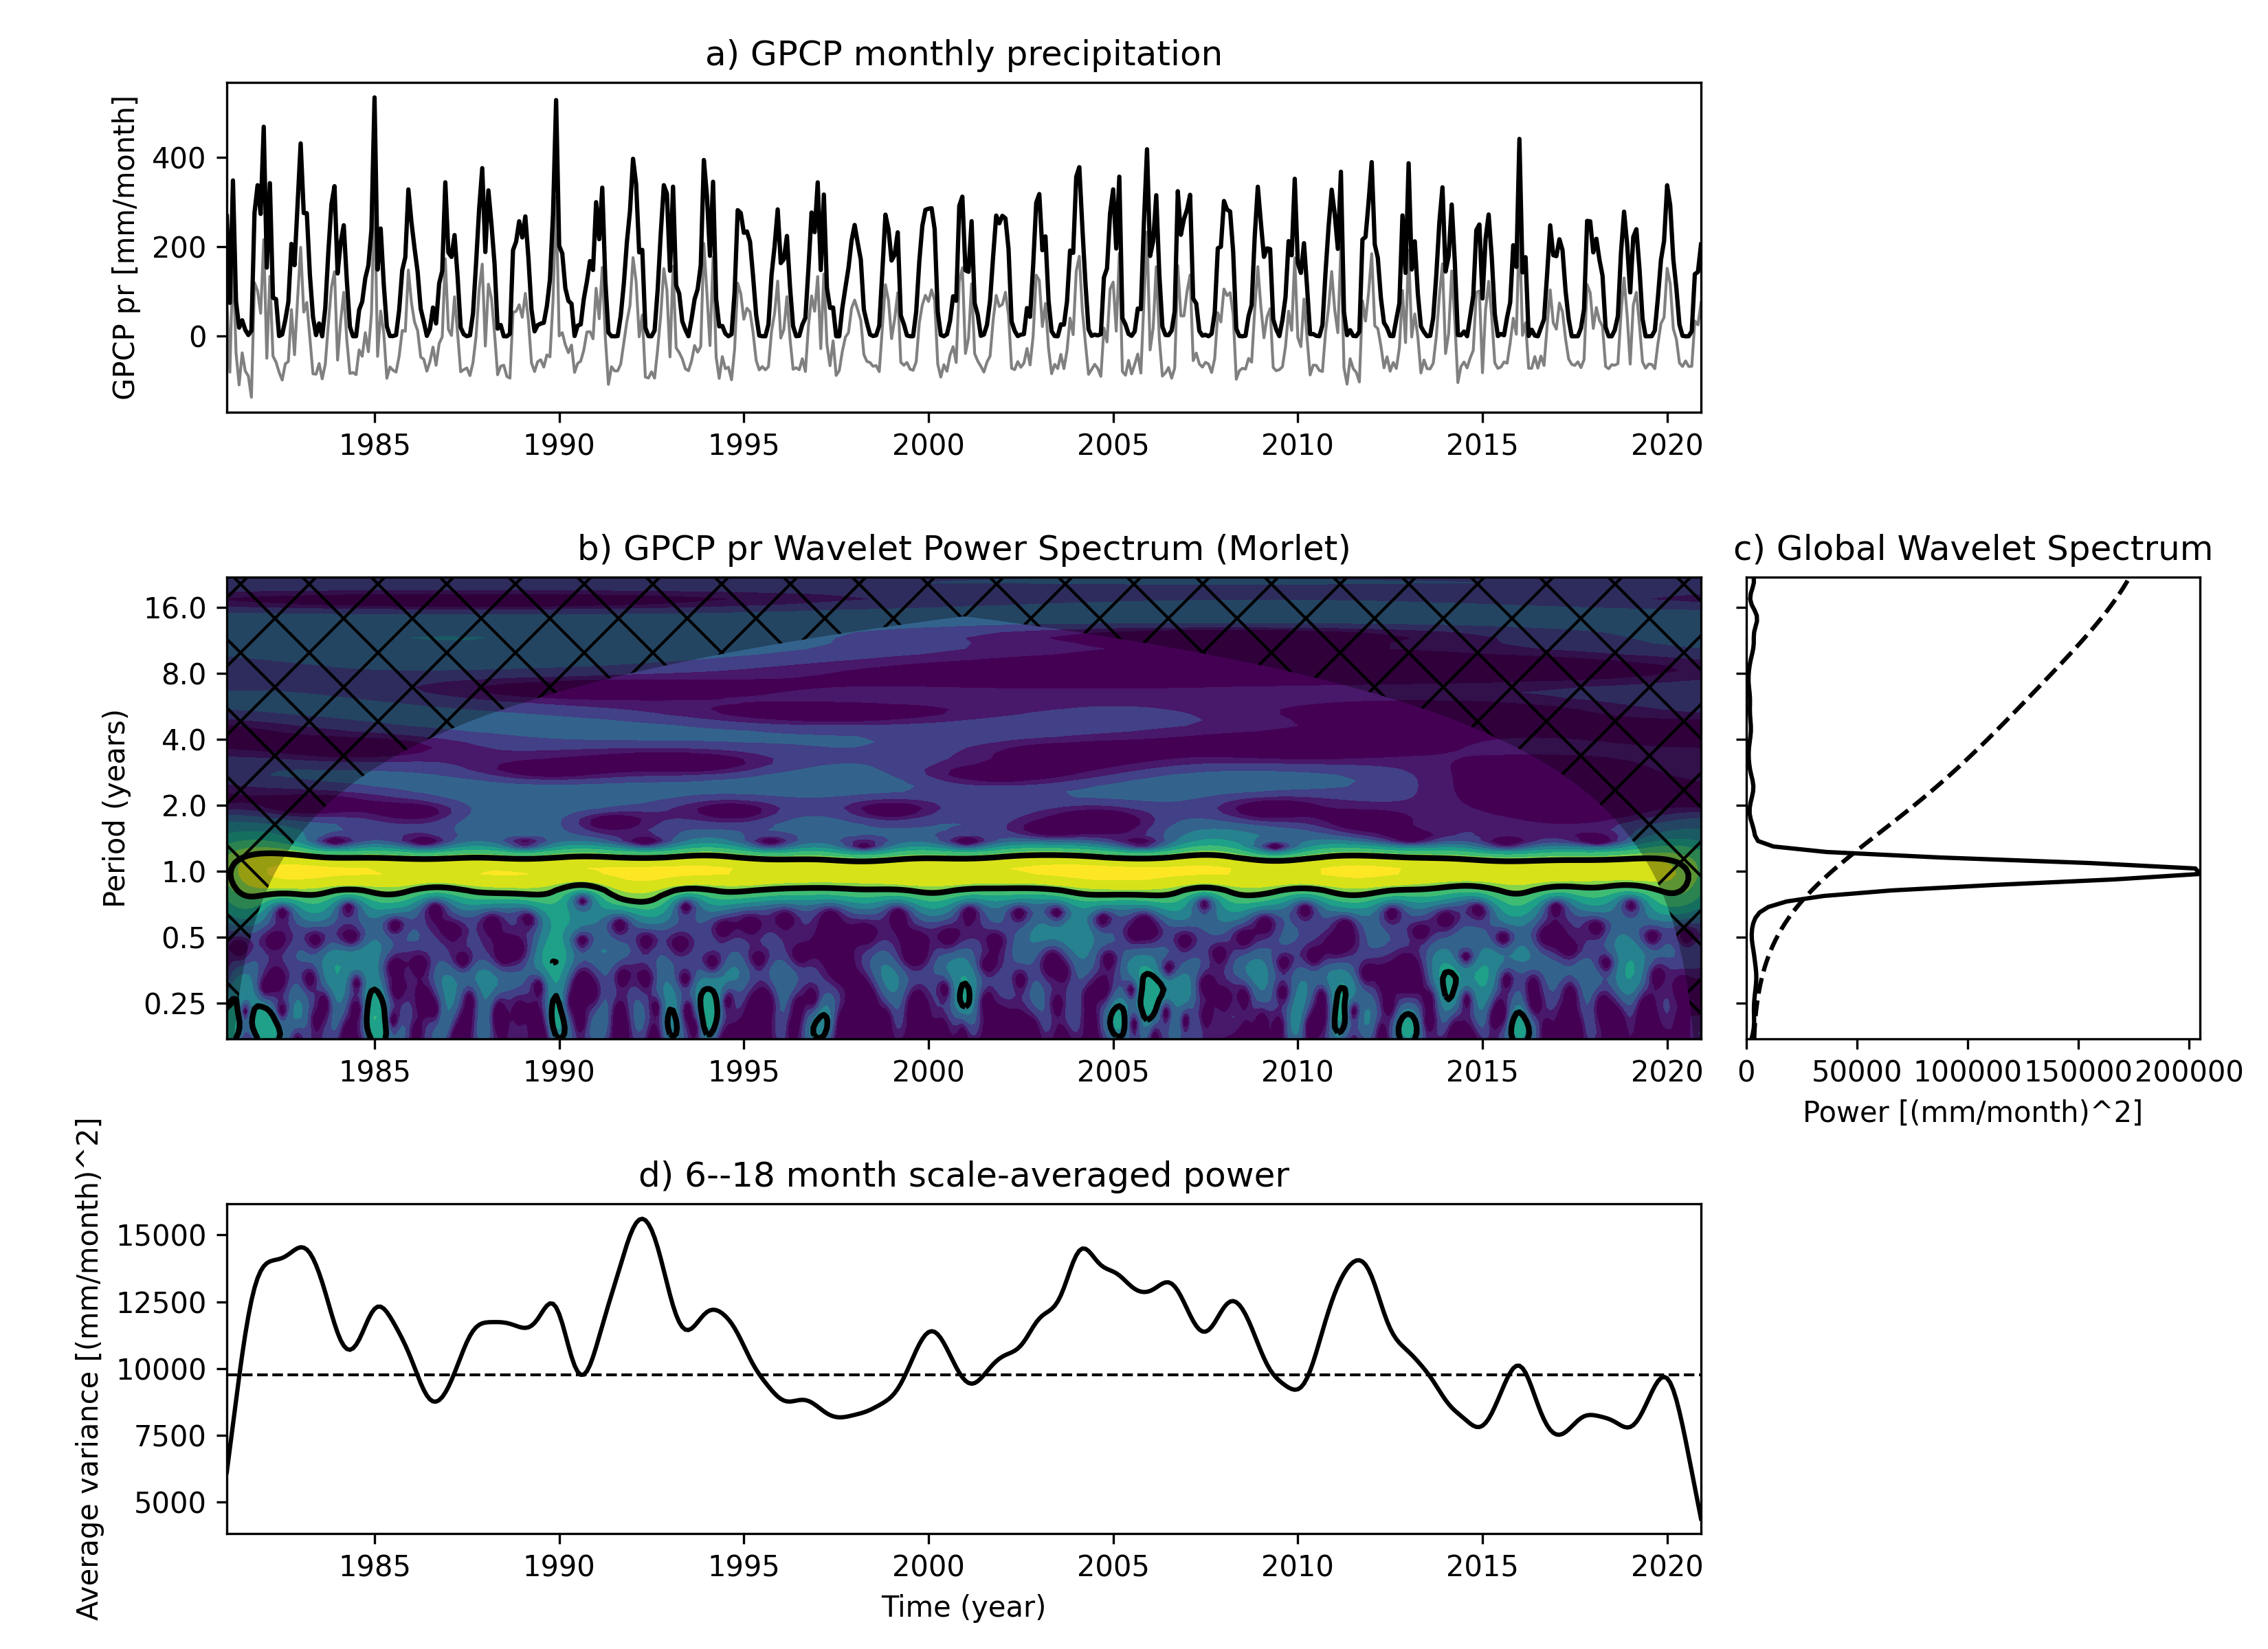 a) GPCP monthly precipitation
GPCP pr [mm/month]
400
200
0
1985 1990 1995 2000 2005 2010 2015 2020
b) GPCP pr Wavelet Power Spectrum (Morlet)
Period (years)
16.0
8.0
4.0
2.0
1.0
0.5
0.25
1985 1990 1995 2000 2005 2010 2015 2020
c) Global Wavelet Spectrum
0 50000 100000 150000 200000
Power [(mm/month)^2]
d) 6--18 month scale-averaged power
Average variance [(mm/month)^2]
15000
12500
10000
7500
5000
1985 1990 1995 2000 2005 2010 2015 2020
Time (year)